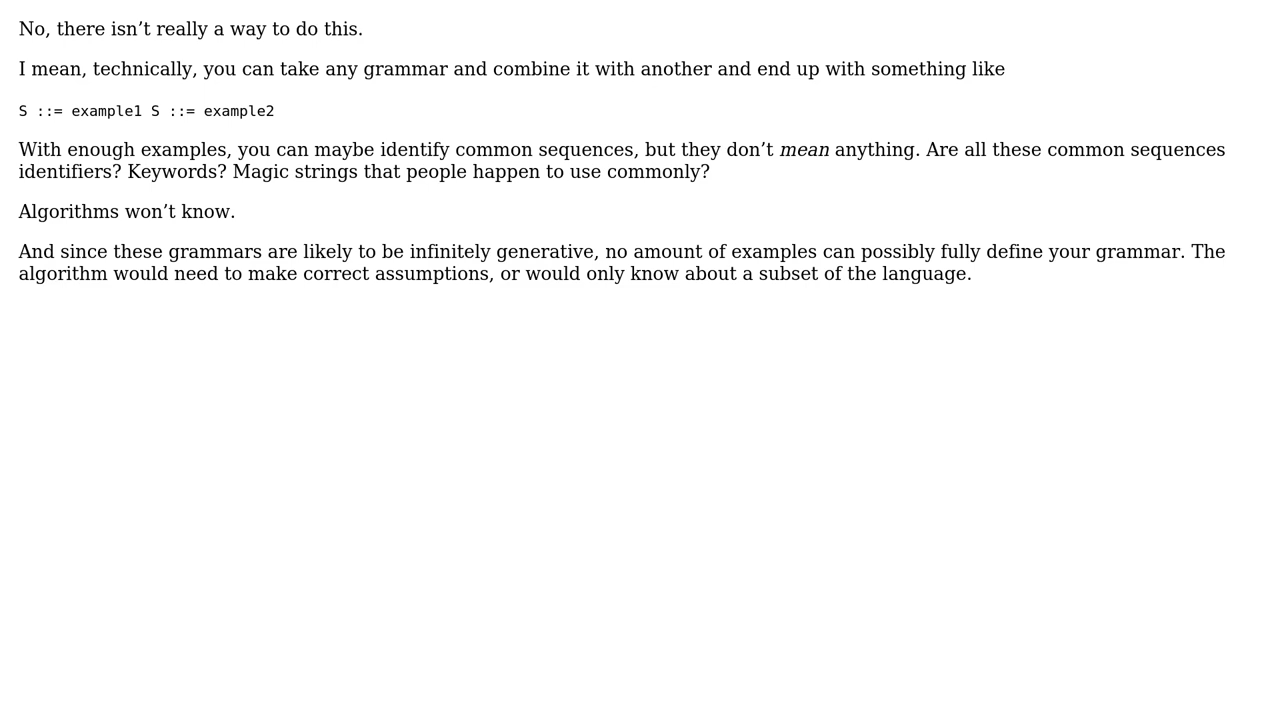 No, there isn’t really a way to do this.
I mean, technically, you can take any grammar and combine it with another and end up with something like
S ::= example1 S ::= example2
With enough examples, you can maybe identify common sequences, but they don’t mean anything. Are all these common sequences
identifiers? Keywords? Magic strings that people happen to use commonly?
Algorithms won’t know.
And since these grammars are likely to be infinitely generative, no amount of examples can possibly fully define your grammar. The
algorithm would need to make correct assumptions, or would only know about a subset of the language.